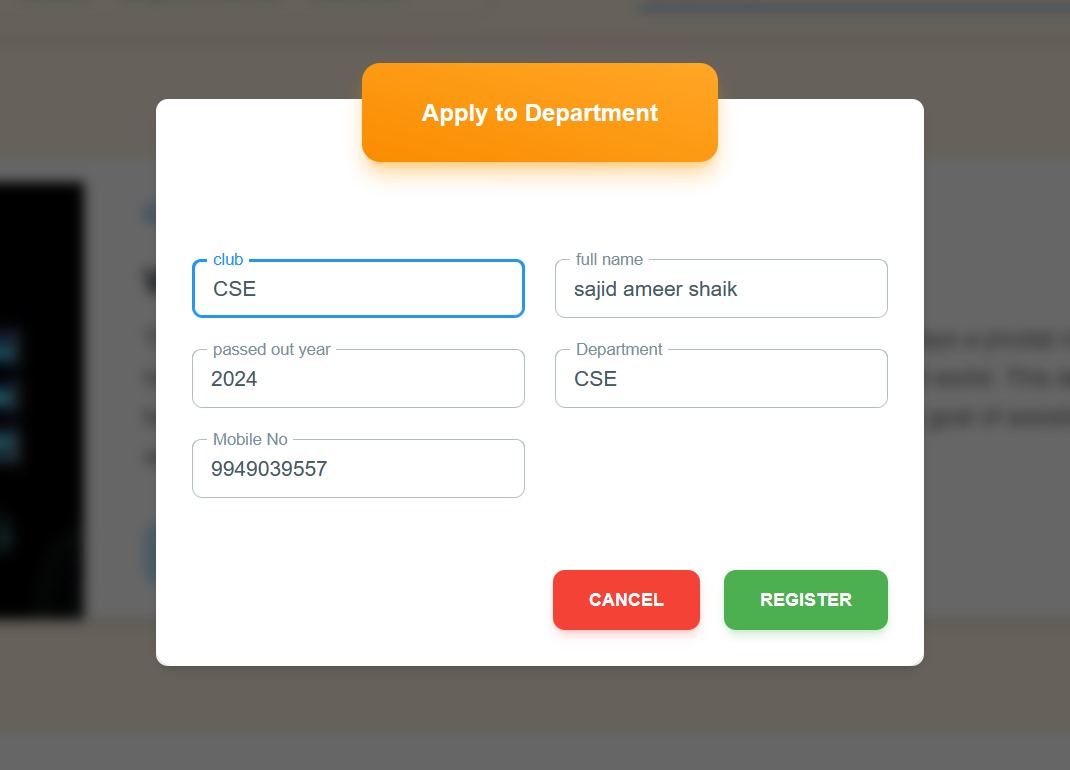 Apply to Department
club
CSE
full name
sajid ameer shaik
passed out year
2024
Department
CSE
Mobile No
9949039557
CANCEL
REGISTER